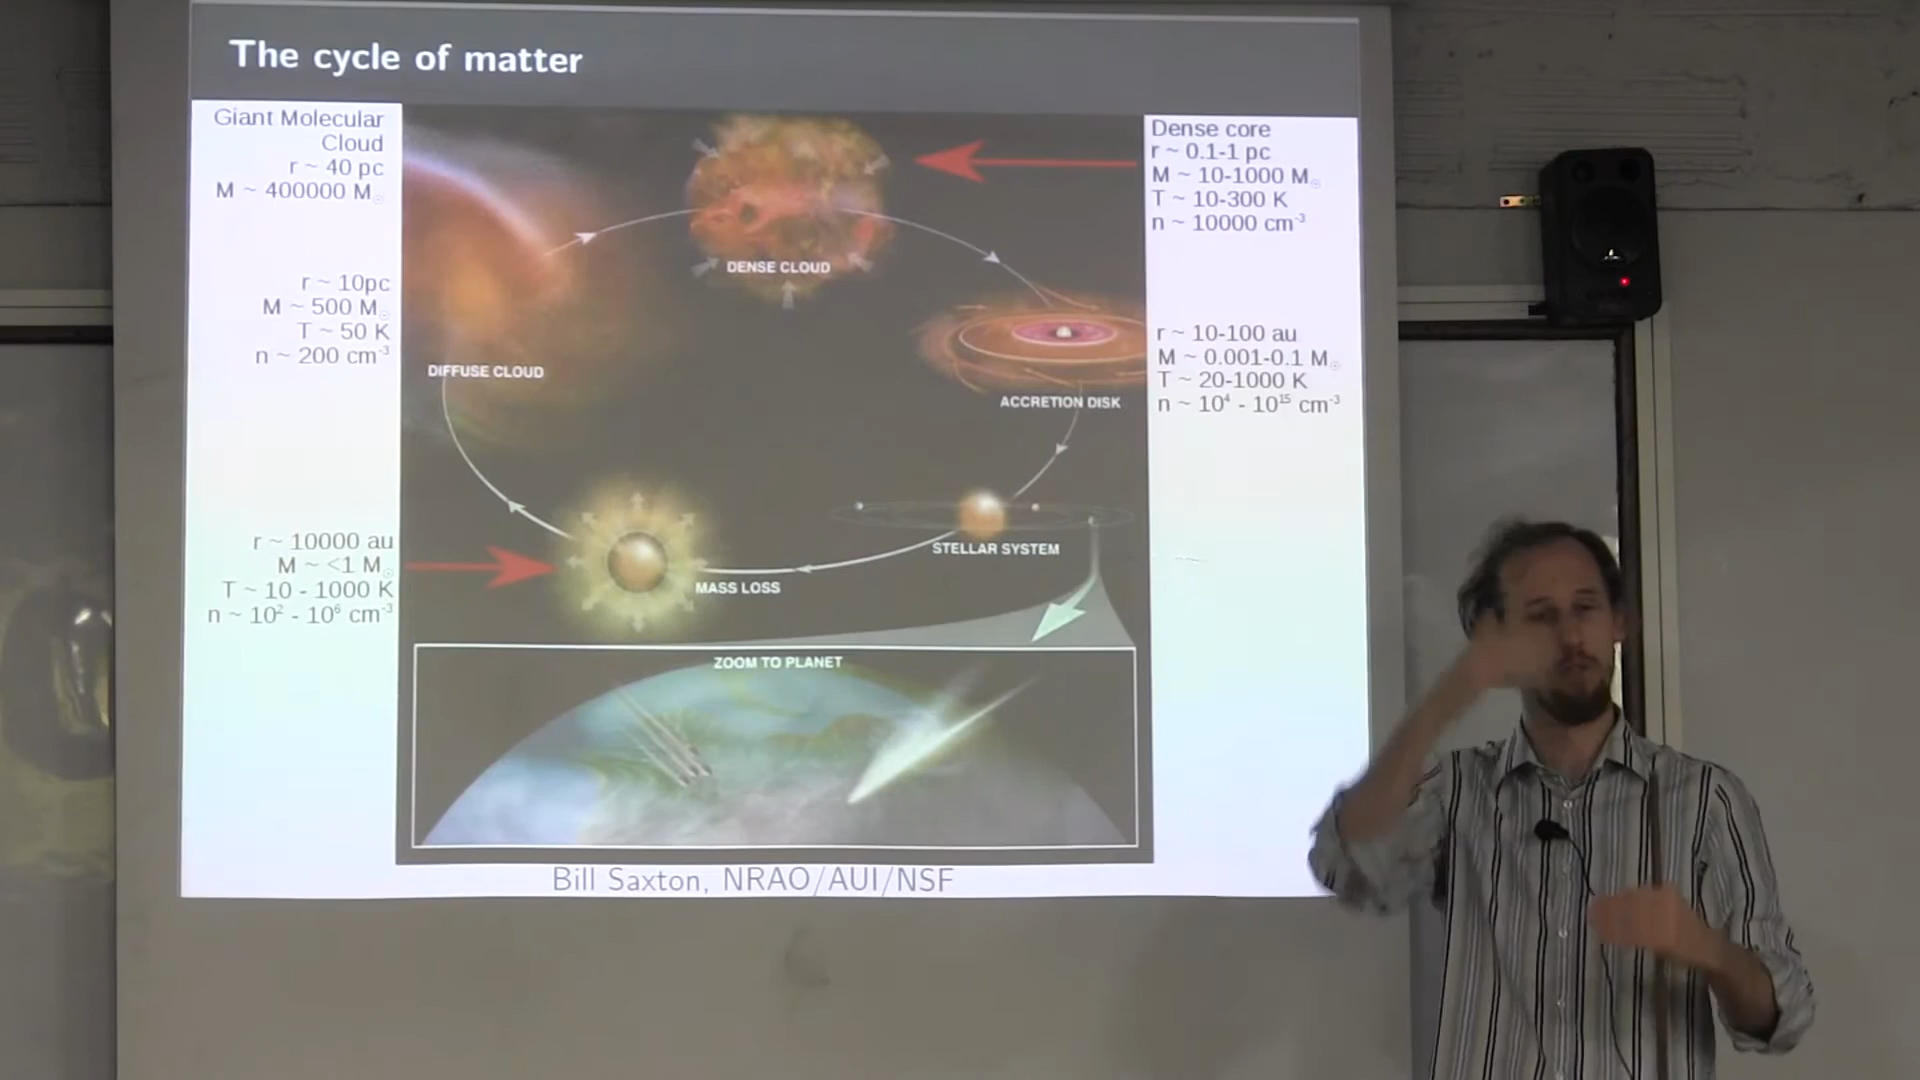 The cycle of matter
Giant Molecular
Cloud
r ~ 40 pc
M ~ 400000 M☉
r ~ 10pc
M ~ 500 M☉
T ~ 50 K
n ~ 200 cm⁻³
r ~ 10000 au
M ~ <1 M☉
T ~ 10 - 1000 K
n ~ 10² - 10⁶ cm⁻³
DENSE CLOUD
DIFFUSE CLOUD
ACCRETION DISK
STELLAR SYSTEM
MASS LOSS
ZOOM TO PLANET
Dense core
r ~ 0.1-1 pc
M ~ 10-1000 M☉
T ~ 10-300 K
n ~ 10000 cm⁻³
r ~ 10-100 au
M ~ 0.001-0.1 M☉
T ~ 20-1000 K
n ~ 10⁴ - 10¹⁵ cm⁻³
Bill Saxton, NRAO/AUI/NSF